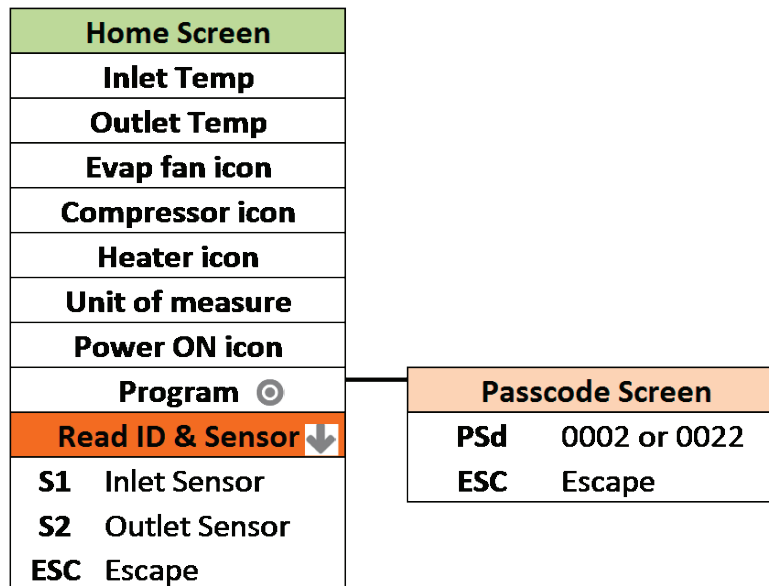 Home Screen
Inlet Temp
Outlet Temp
Evap fan icon
Compressor icon
Heater icon
Unit of measure
Power ON icon
Program
Read ID & Sensor
S1 Inlet Sensor
S2 Outlet Sensor
ESC Escape
Passcode Screen
PSd 0002 or 0022
ESC Escape